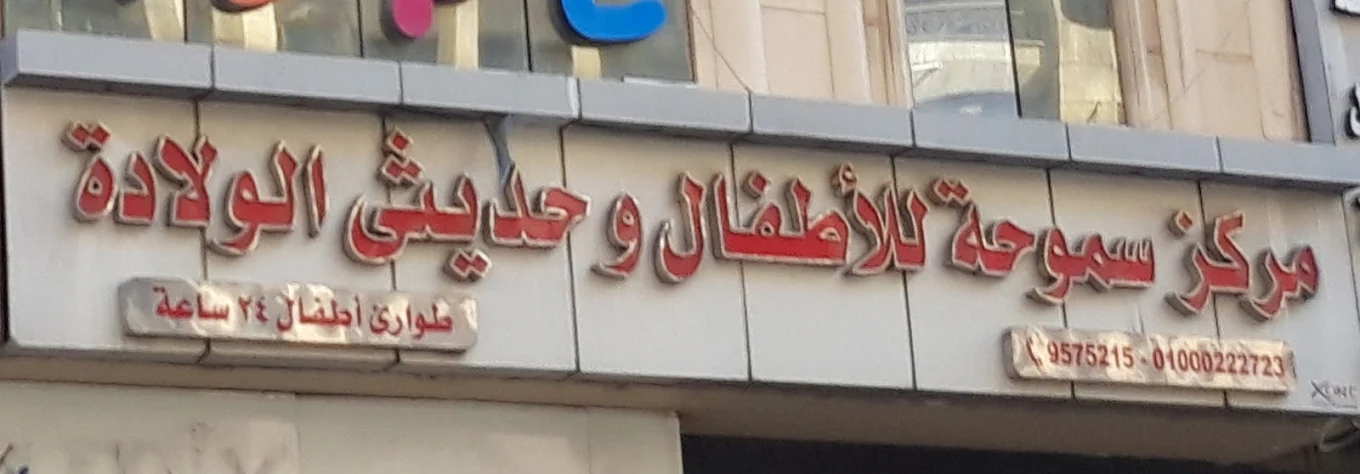 مركز سموحة للأطفال و حديثى الولادة
طوارئ أطفال ٢٤ ساعة
9575215 - 01000222723